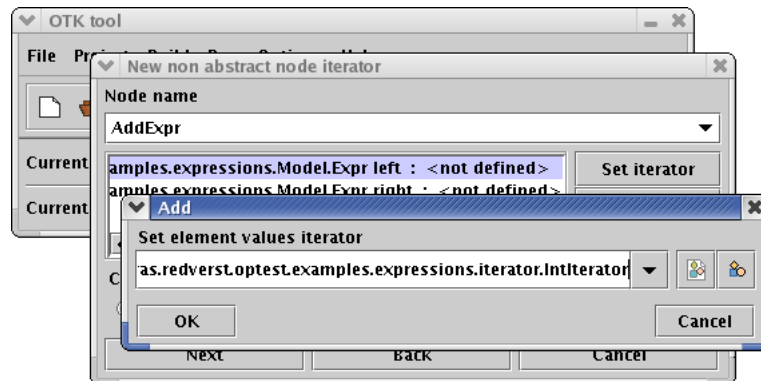 OTK tool
File
New non abstract node iterator
Node name
AddExpr
Current
amples.expressions.Model.Expr left : <not defined>
Set iterator
amples.expressions.Model.Expr right : <not defined>
Current
Add
Set element values iterator
as.redverst.optest.examples.expressions.iterator.IntIterator
OK
Cancel
Next
Back
Cancel